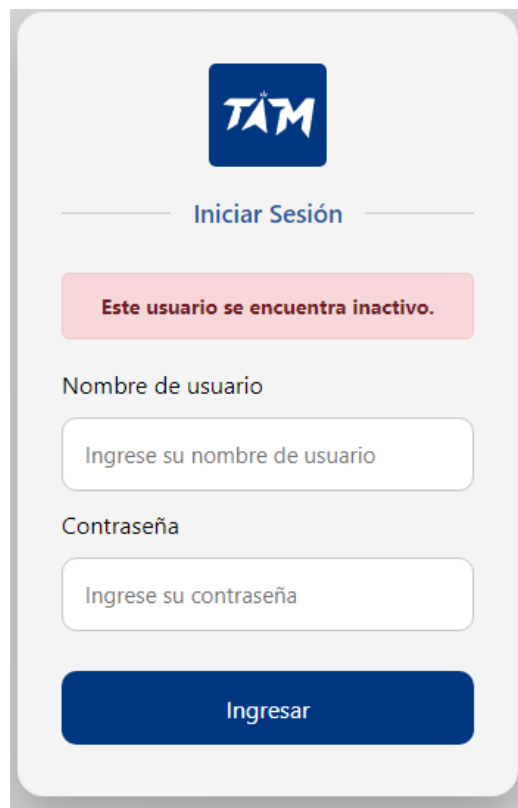 TAM
Iniciar Sesión
Este usuario se encuentra inactivo.
Nombre de usuario
Ingrese su nombre de usuario
Contraseña
Ingrese su contraseña
Ingresar